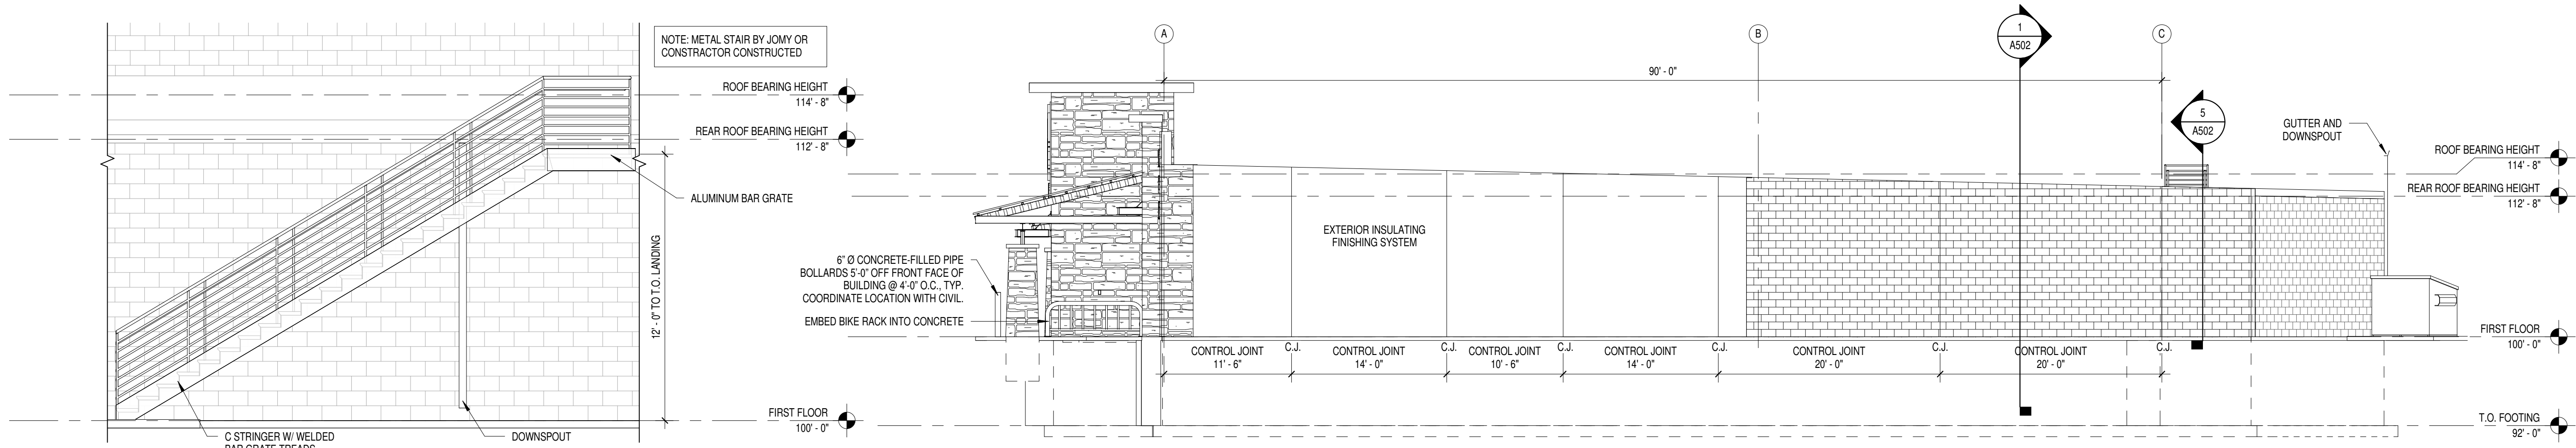 NOTE: METAL STAIR BY JOMY OR
CONSTRACTOR CONSTRUCTED
ROOF BEARING HEIGHT
114' - 8"
REAR ROOF BEARING HEIGHT
112' - 8"
ALUMINUM BAR GRATE
12' - 0" TO T.O. LANDING
FIRST FLOOR
100' - 0"
C STRINGER W/ WELDED
BAR GRATE TREADS
DOWNSPOUT
A
B
1
A502
C
90' - 0"
5
A502
GUTTER AND
DOWNSPOUT
ROOF BEARING HEIGHT
114' - 8"
REAR ROOF BEARING HEIGHT
112' - 8"
EXTERIOR INSULATING
FINISHING SYSTEM
6" Ø CONCRETE-FILLED PIPE
BOLLARDS 5'-0" OFF FRONT FACE OF
BUILDING @ 4'-0" O.C., TYP.
COORDINATE LOCATION WITH CIVIL.
EMBED BIKE RACK INTO CONCRETE
FIRST FLOOR
100' - 0"
CONTROL JOINT
11' - 6"
C.J.
CONTROL JOINT
14' - 0"
C.J.
CONTROL JOINT
10' - 6"
C.J.
CONTROL JOINT
14' - 0"
C.J.
CONTROL JOINT
20' - 0"
C.J.
CONTROL JOINT
20' - 0"
C.J.
T.O. FOOTING
92' - 0"